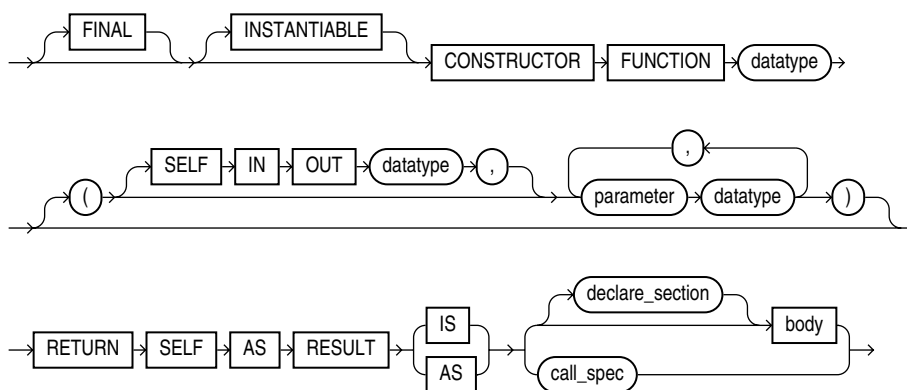 FINAL INSTANTIABLE
CONSTRUCTOR FUNCTION datatype
SELF IN OUT datatype , ,
( parameter datatype )
declare_section
IS body
RETURN SELF AS RESULT
AS call_spec